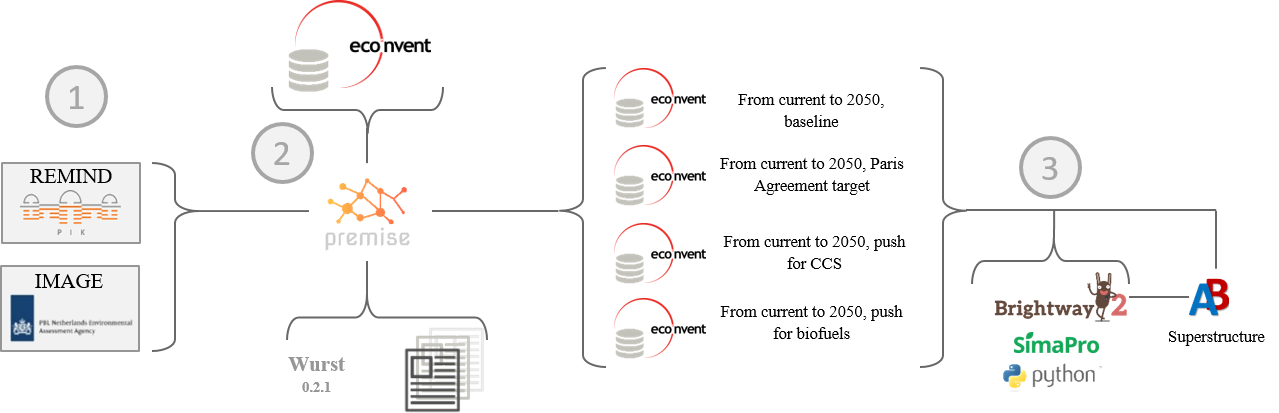 1
REMIND
PIK
IMAGE
PBL Netherlands Environmental
Assessment Agency
2
ecoinvent
premise
Wurst
0.2.1
ecoinvent
From current to 2050,
baseline
ecoinvent
From current to 2050, Paris
Agreement target
ecoinvent
From current to 2050, push
for CCS
ecoinvent
From current to 2050, push
for biofuels
3
Brightway2
SimaPro
python
AB
Superstructure